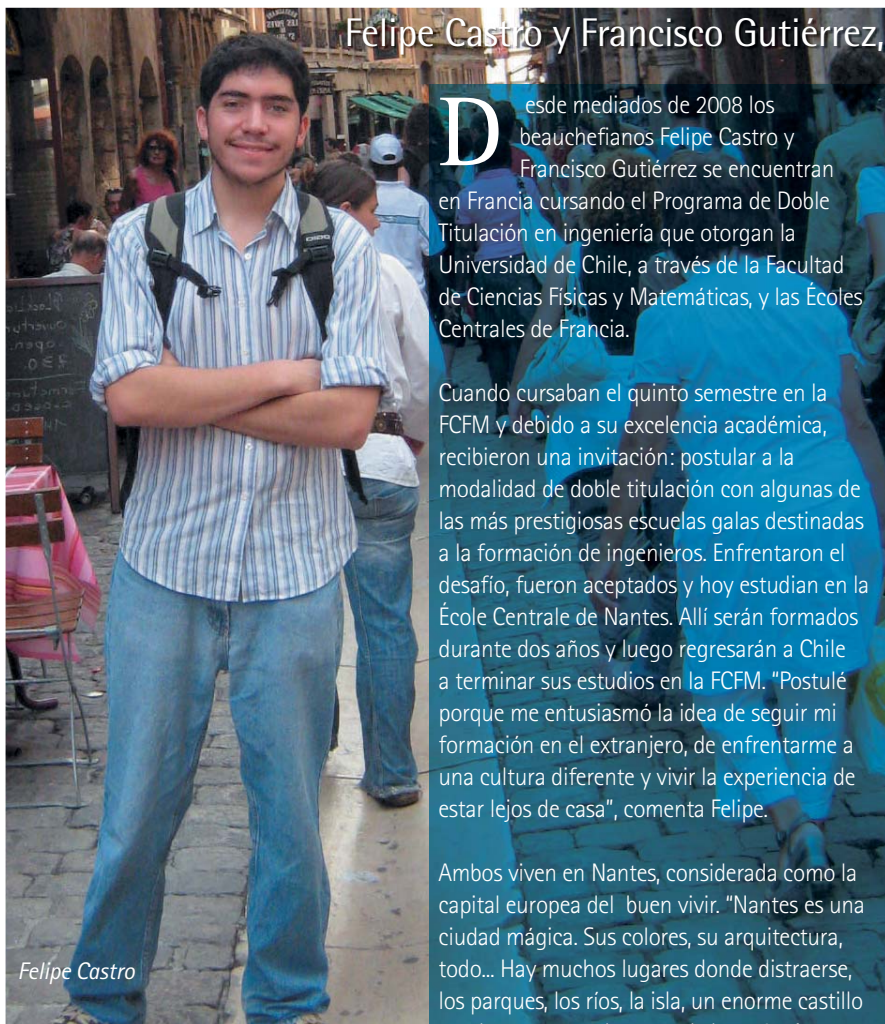 Felipe Castro y Francisco Gutiérrez,
Desde mediados de 2008 los
beauchefianos Felipe Castro y
Francisco Gutiérrez se encuentran
en Francia cursando el Programa de Doble
Titulación en ingeniería que otorgan la
Universidad de Chile, a través de la Facultad
de Ciencias Físicas y Matemáticas, y las Écoles
Centrales de Francia.
Cuando cursaban el quinto semestre en la
FCFM y debido a su excelencia académica,
recibieron una invitación: postular a la
modalidad de doble titulación con algunas de
las más prestigiosas escuelas galas destinadas
a la formación de ingenieros. Enfrentaron el
desafío, fueron aceptados y hoy estudian en la
École Centrale de Nantes. Allí serán formados
durante dos años y luego regresarán a Chile
a terminar sus estudios en la FCFM. “Postulé
porque me entusiasmó la idea de seguir mi
formación en el extranjero, de enfrentarme a
una cultura diferente y vivir la experiencia de
estar lejos de casa”, comenta Felipe.
Ambos viven en Nantes, considerada como la
capital europea del buen vivir. “Nantes es una
ciudad mágica. Sus colores, su arquitectura,
todo... Hay muchos lugares donde distraerse,
los parques, los ríos, la isla, un enorme castillo
Felipe Castro